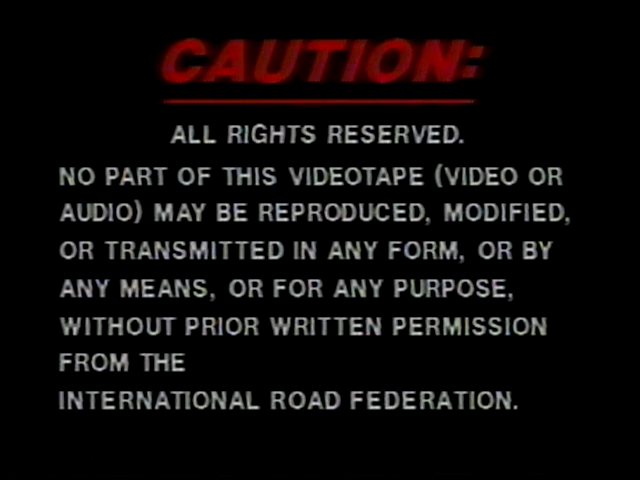 CAUTION:
ALL RIGHTS RESERVED.
NO PART OF THIS VIDEOTAPE (VIDEO OR
AUDIO) MAY BE REPRODUCED, MODIFIED,
OR TRANSMITTED IN ANY FORM, OR BY
ANY MEANS, OR FOR ANY PURPOSE,
WITHOUT PRIOR WRITTEN PERMISSION
FROM THE
INTERNATIONAL ROAD FEDERATION.